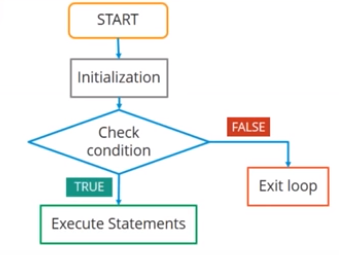 START
Initialization
Check
condition
FALSE
TRUE
Exit loop
Execute Statements